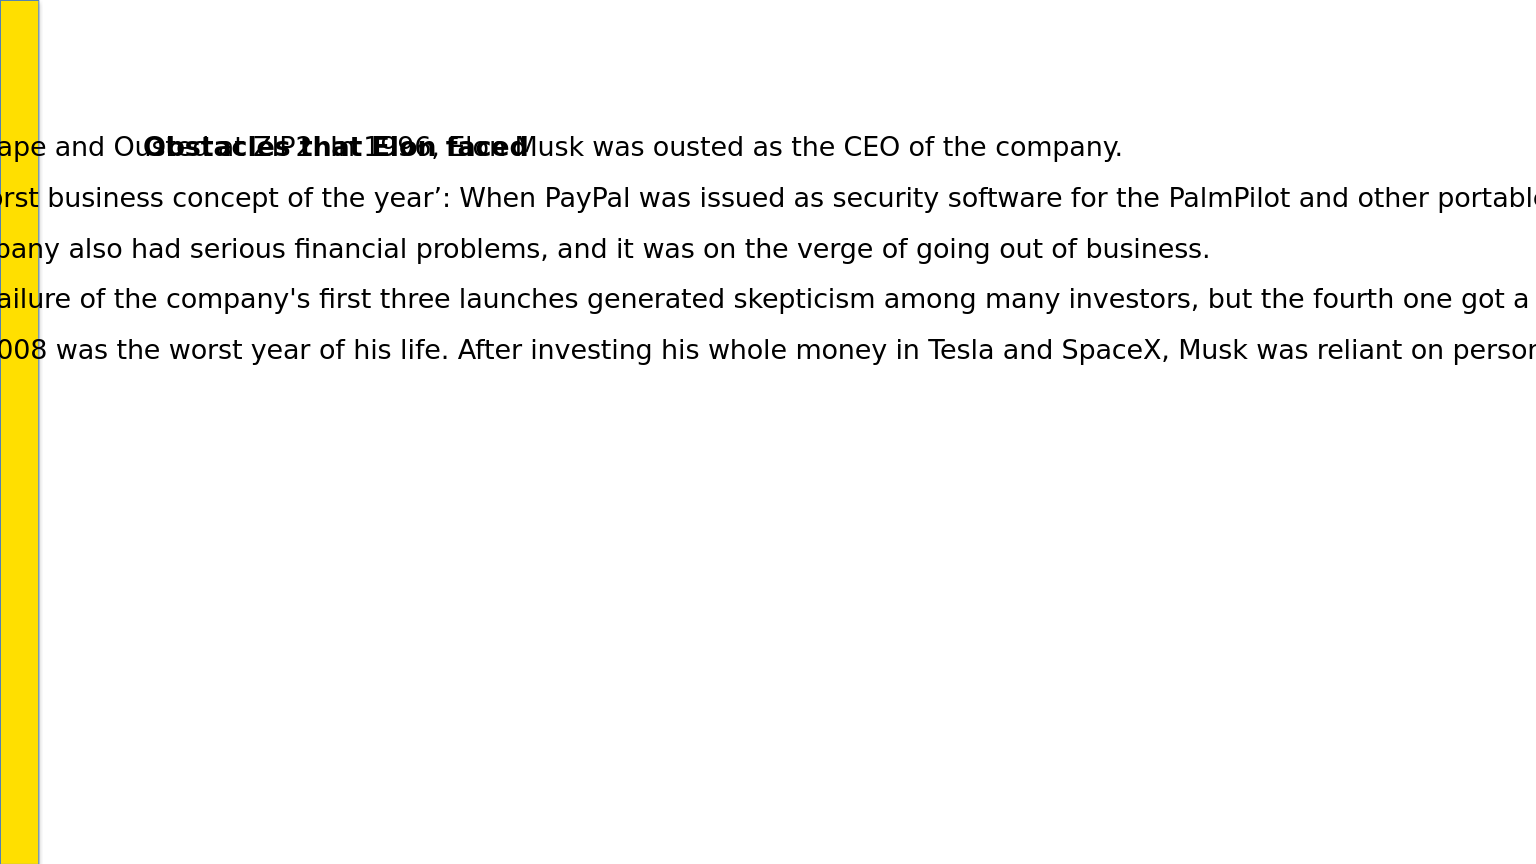 Obstacles that Elon faced
ape and Ousted at ZIP2: In 1996, Elon Musk was ousted as the CEO of the company.
orst business concept of the year’: When PayPal was issued as security software for the PalmPilot and other portable
pany also had serious financial problems, and it was on the verge of going out of business.
ailure of the company's first three launches generated skepticism among many investors, but the fourth one got a
008 was the worst year of his life. After investing his whole money in Tesla and SpaceX, Musk was reliant on person